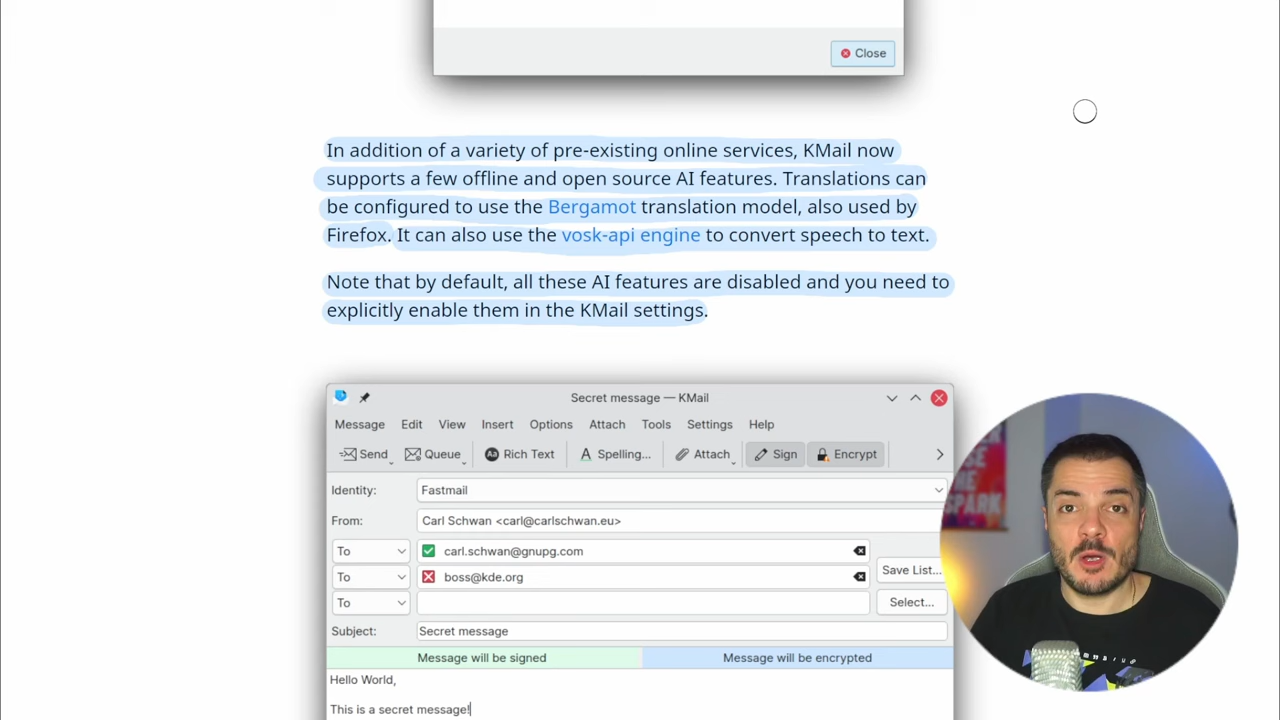 Close
In addition of a variety of pre-existing online services, KMail now
supports a few offline and open source AI features. Translations can
be configured to use the Bergamot translation model, also used by
Firefox. It can also use the vosk-api engine to convert speech to text.
Note that by default, all these AI features are disabled and you need to
explicitly enable them in the KMail settings.
Secret message — KMail
Message Edit View Insert Options Attach Tools Settings Help
Send Queue Aa Rich Text A Spelling... Attach Sign Encrypt
Identity: Fastmail
From: Carl Schwan <carl@carlschwan.eu>
To carl.schwan@gnupg.com
To boss@kde.org Save List...
To Select...
Subject: Secret message
Message will be signed Message will be encrypted
Hello World,
This is a secret message!
SPARK